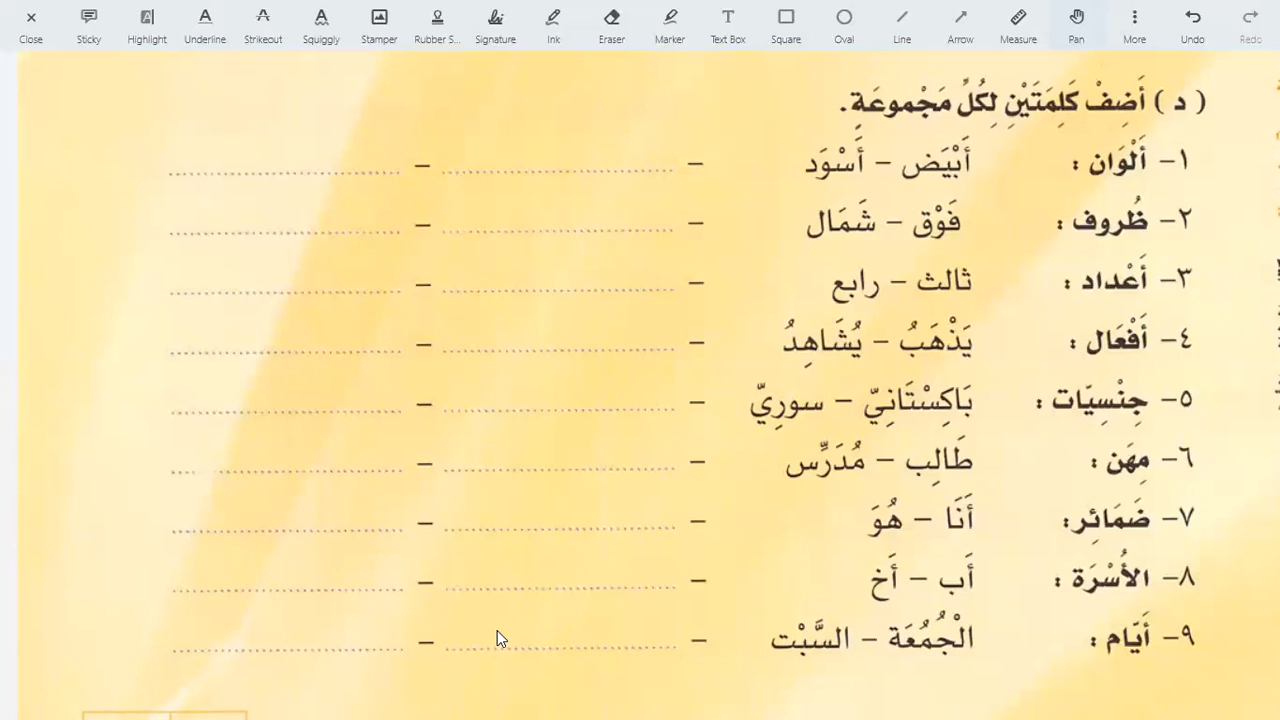 Close Sticky Highlight Underline Strikeout Squiggly Stamper Rubber S... Signature Ink Eraser Marker Text Box Square Oval Line Arrow Measure Pan More Undo Redo
( د ) أَضِفْ كَلِمَتَيْنِ لِكُلِّ مَجْموعَةٍ.
١- أَلْوَان : أَبْيَض – أَسْوَد – ........ – ........
٢- ظُروف : فَوْق – شَمَال – ........ – ........
٣- أَعْداد : ثالث – رابع – ........ – ........
٤- أَفْعَال : يَذْهَبُ – يُشَاهِدُ – ........ – ........
٥- جِنْسِيّات : بَاكِسْتَانِيّ – سورِيّ – ........ – ........
٦- مِهَن : طَالِب – مُدَرِّس – ........ – ........
٧- ضَمَائِر: أَنَا – هُوَ – ........ – ........
٨- الأُسْرَة : أَب – أَخ – ........ – ........
٩- أَيّام : الْجُمُعَة – السَّبْت – ........ – ........